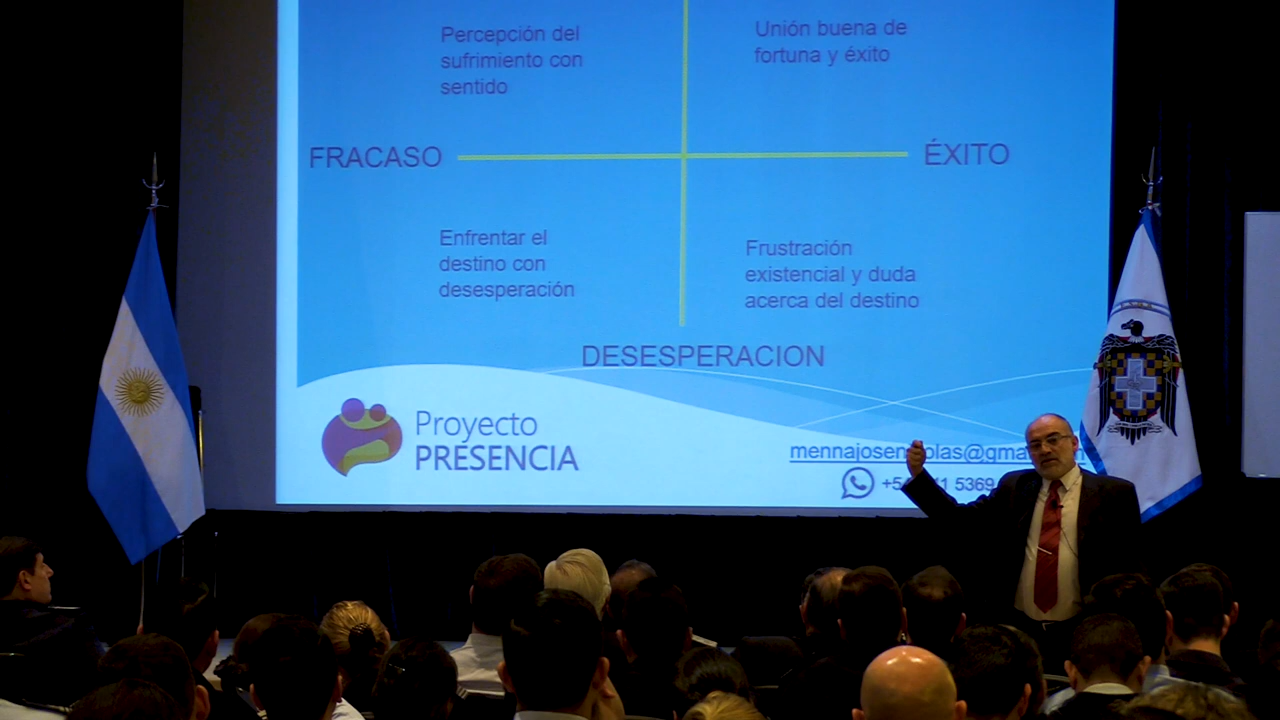 Percepción del
sufrimiento con
sentido
Unión buena de
fortuna y éxito
FRACASO
ÉXITO
Enfrentar el
destino con
desesperación
Frustración
existencial y duda
acerca del destino
DESESPERACION
Proyecto
PRESENCIA
5369